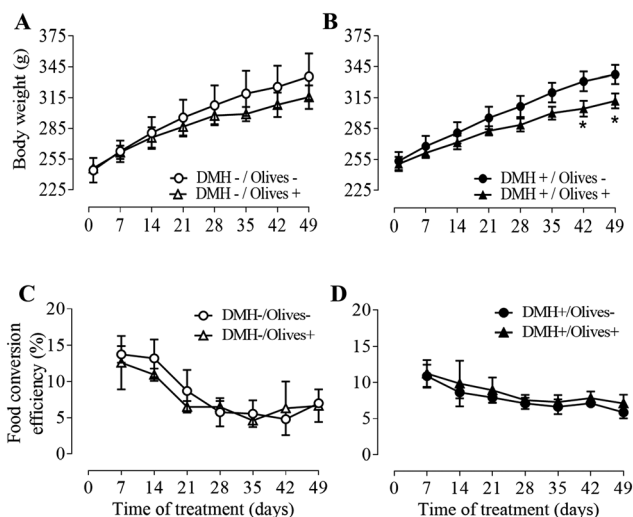 A
Body weight (g)
375
345
315
285
255
225
DMH - / Olives -
DMH - / Olives +
0 7 14 21 28 35 42 49
B
375
345
315
285
255
225
* *
DMH + / Olives -
DMH + / Olives +
0 7 14 21 28 35 42 49
C
Food conversion
efficiency (%)
20
15
10
5
0
DMH-/Olives-
DMH-/Olives+
0 7 14 21 28 35 42 49
Time of treatment (days)
D
20
15
10
5
0
DMH+/Olives-
DMH+/Olives+
0 7 14 21 28 35 42 49
Time of treatment (days)